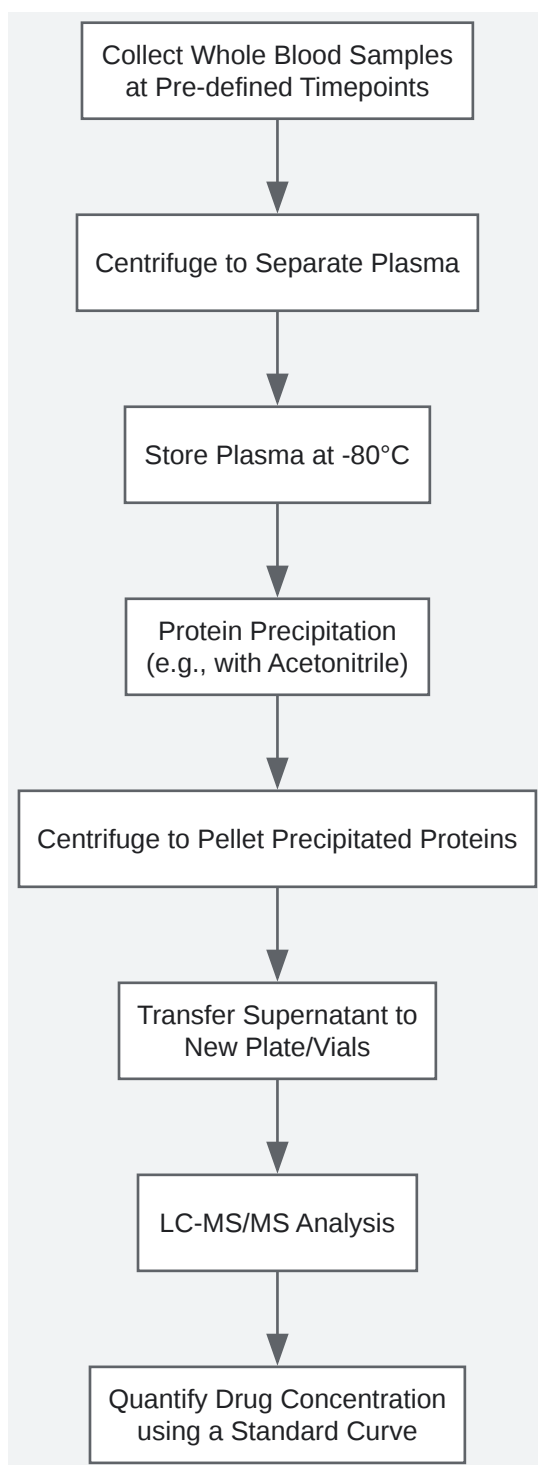 Collect Whole Blood Samples
at Pre-defined Timepoints
Centrifuge to Separate Plasma
Store Plasma at -80°C
Protein Precipitation
(e.g., with Acetonitrile)
Centrifuge to Pellet Precipitated Proteins
Transfer Supernatant to
New Plate/Vials
LC-MS/MS Analysis
Quantify Drug Concentration
using a Standard Curve